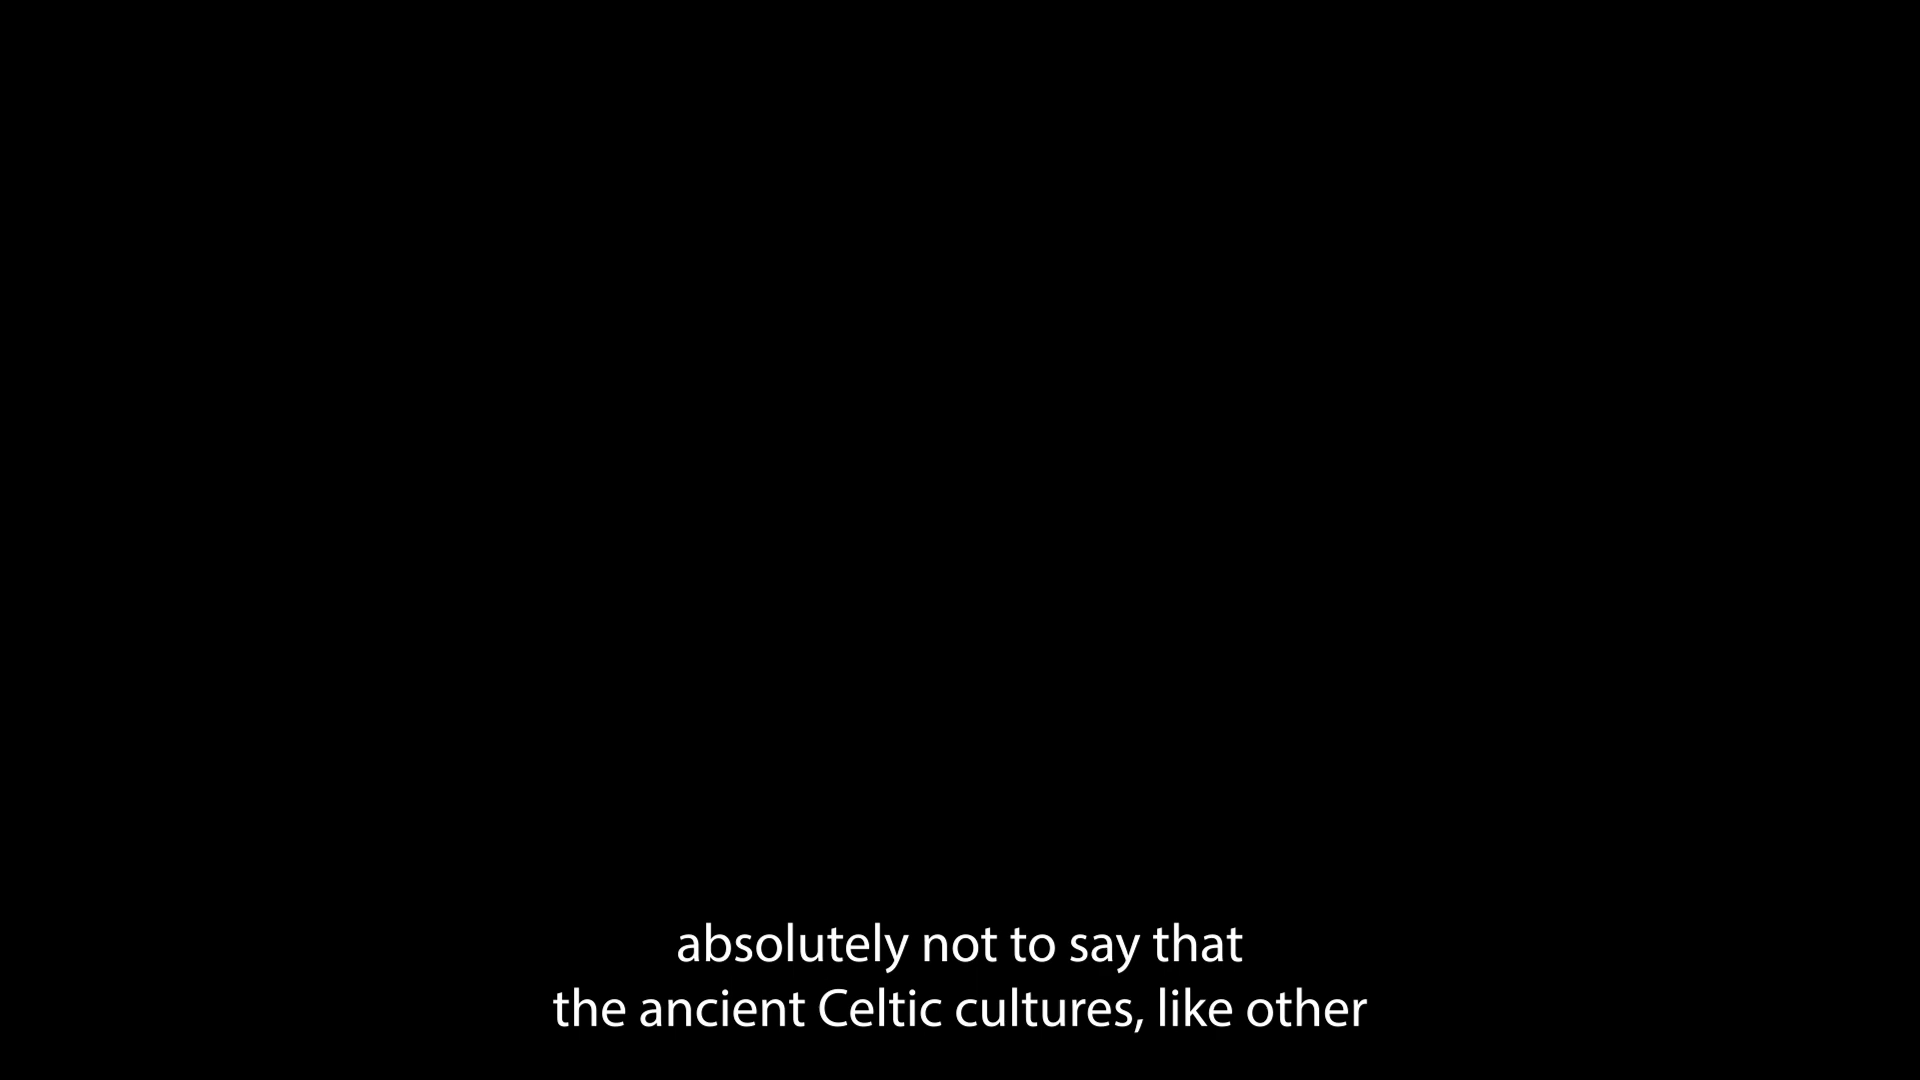 absolutely not to say that
the ancient Celtic cultures, like other